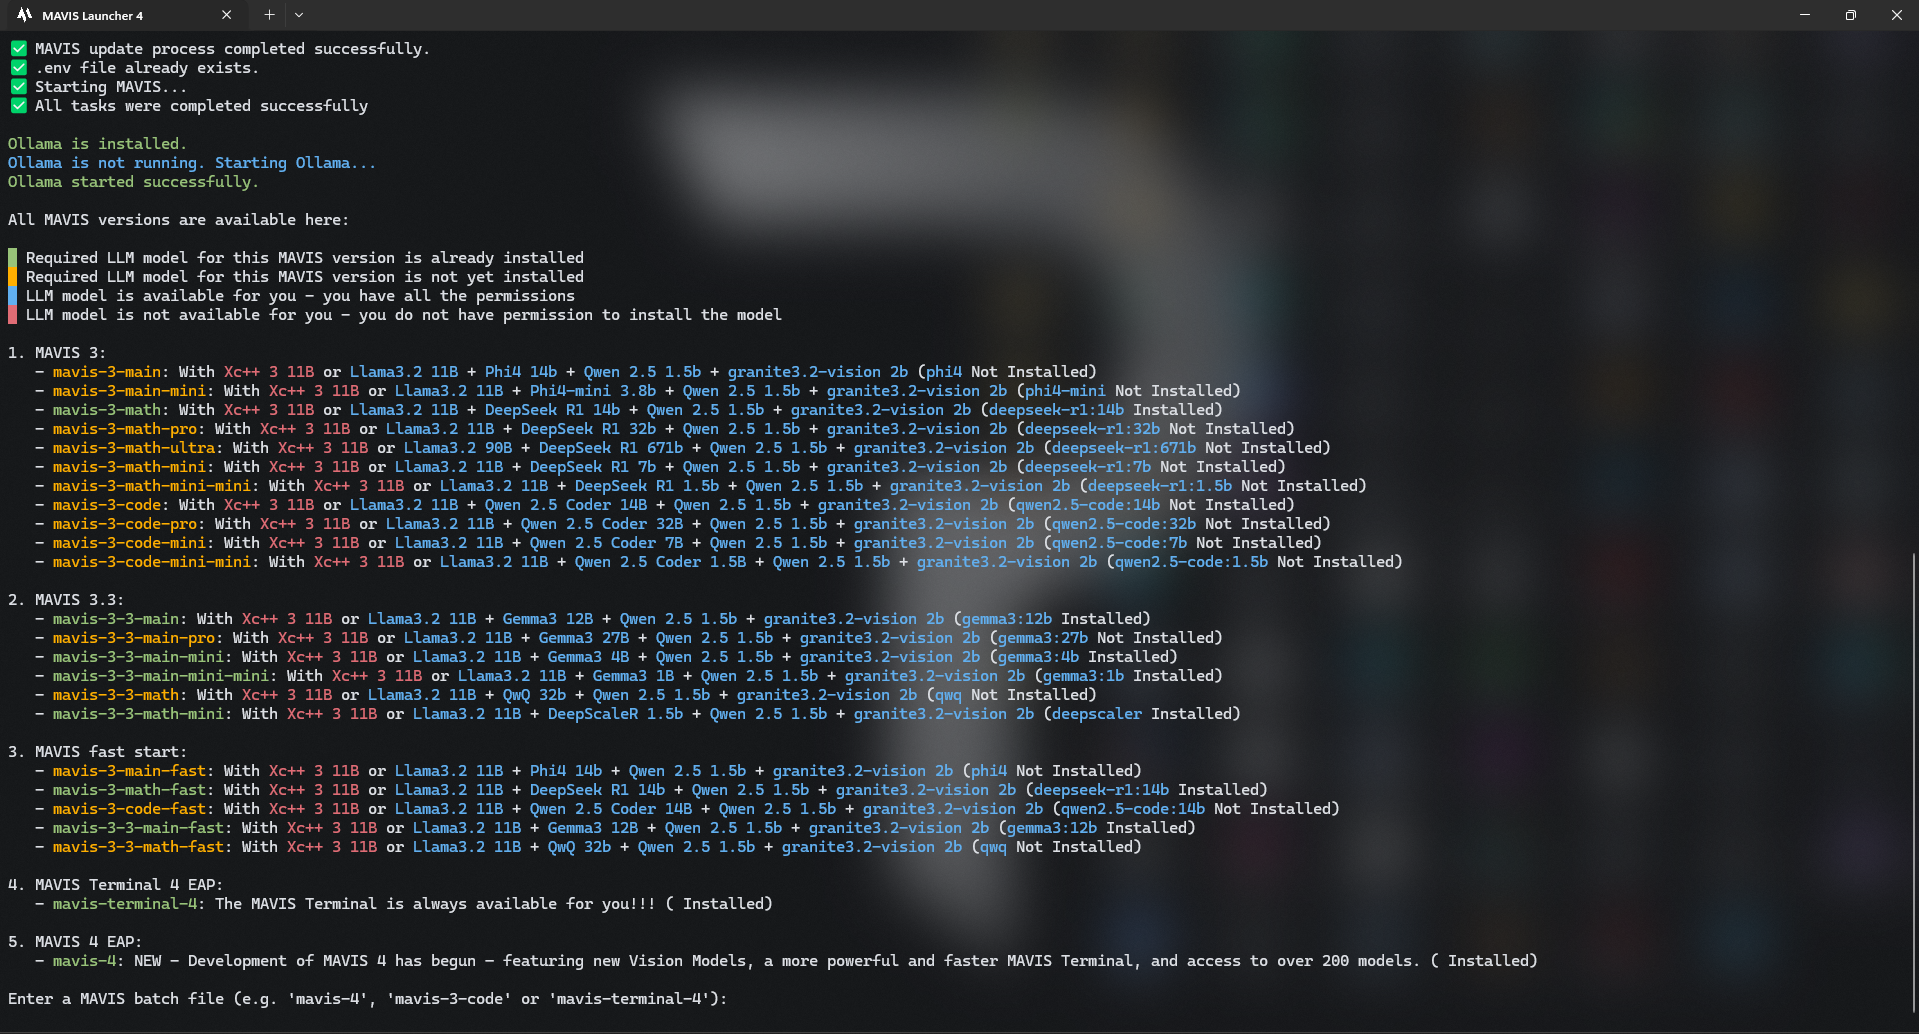 MAVIS Launcher 4
✅ MAVIS update process completed successfully.
✅ .env file already exists.
✅ Starting MAVIS...
✅ All tasks were completed successfully
Ollama is installed.
Ollama is not running. Starting Ollama...
Ollama started successfully.
All MAVIS versions are available here:
Required LLM model for this MAVIS version is already installed
Required LLM model for this MAVIS version is not yet installed
LLM model is available for you - you have all the permissions
LLM model is not available for you - you do not have permission to install the model
1. MAVIS 3:
- mavis-3-main: With Xc++ 3 11B or Llama3.2 11B + Phi4 14b + Qwen 2.5 1.5b + granite3.2-vision 2b (phi4 Not Installed)
- mavis-3-main-mini: With Xc++ 3 11B or Llama3.2 11B + Phi4-mini 3.8b + Qwen 2.5 1.5b + granite3.2-vision 2b (phi4-mini Not Installed)
- mavis-3-math: With Xc++ 3 11B or Llama3.2 11B + DeepSeek R1 14b + Qwen 2.5 1.5b + granite3.2-vision 2b (deepseek-r1:14b Installed)
- mavis-3-math-pro: With Xc++ 3 11B or Llama3.2 11B + DeepSeek R1 32b + Qwen 2.5 1.5b + granite3.2-vision 2b (deepseek-r1:32b Not Installed)
- mavis-3-math-ultra: With Xc++ 3 11B or Llama3.2 90B + DeepSeek R1 671b + Qwen 2.5 1.5b + granite3.2-vision 2b (deepseek-r1:671b Not Installed)
- mavis-3-math-mini: With Xc++ 3 11B or Llama3.2 11B + DeepSeek R1 7b + Qwen 2.5 1.5b + granite3.2-vision 2b (deepseek-r1:7b Not Installed)
- mavis-3-math-mini-mini: With Xc++ 3 11B or Llama3.2 11B + DeepSeek R1 1.5b + Qwen 2.5 1.5b + granite3.2-vision 2b (deepseek-r1:1.5b Not Installed)
- mavis-3-code: With Xc++ 3 11B or Llama3.2 11B + Qwen 2.5 Coder 14B + Qwen 2.5 1.5b + granite3.2-vision 2b (qwen2.5-code:14b Not Installed)
- mavis-3-code-pro: With Xc++ 3 11B or Llama3.2 11B + Qwen 2.5 Coder 32B + Qwen 2.5 1.5b + granite3.2-vision 2b (qwen2.5-code:32b Not Installed)
- mavis-3-code-mini: With Xc++ 3 11B or Llama3.2 11B + Qwen 2.5 Coder 7B + Qwen 2.5 1.5b + granite3.2-vision 2b (qwen2.5-code:7b Not Installed)
- mavis-3-code-mini-mini: With Xc++ 3 11B or Llama3.2 11B + Qwen 2.5 Coder 1.5B + Qwen 2.5 1.5b + granite3.2-vision 2b (qwen2.5-code:1.5b Not Installed)
2. MAVIS 3.3:
- mavis-3-3-main: With Xc++ 3 11B or Llama3.2 11B + Gemma3 12B + Qwen 2.5 1.5b + granite3.2-vision 2b (gemma3:12b Installed)
- mavis-3-3-main-pro: With Xc++ 3 11B or Llama3.2 11B + Gemma3 27B + Qwen 2.5 1.5b + granite3.2-vision 2b (gemma3:27b Not Installed)
- mavis-3-3-main-mini: With Xc++ 3 11B or Llama3.2 11B + Gemma3 4B + Qwen 2.5 1.5b + granite3.2-vision 2b (gemma3:4b Installed)
- mavis-3-3-main-mini-mini: With Xc++ 3 11B or Llama3.2 11B + Gemma3 1B + Qwen 2.5 1.5b + granite3.2-vision 2b (gemma3:1b Installed)
- mavis-3-3-math: With Xc++ 3 11B or Llama3.2 11B + QwQ 32b + Qwen 2.5 1.5b + granite3.2-vision 2b (qwq Not Installed)
- mavis-3-3-math-mini: With Xc++ 3 11B or Llama3.2 11B + DeepScaleR 1.5b + Qwen 2.5 1.5b + granite3.2-vision 2b (deepscaler Installed)
3. MAVIS fast start:
- mavis-3-main-fast: With Xc++ 3 11B or Llama3.2 11B + Phi4 14b + Qwen 2.5 1.5b + granite3.2-vision 2b (phi4 Not Installed)
- mavis-3-math-fast: With Xc++ 3 11B or Llama3.2 11B + DeepSeek R1 14b + Qwen 2.5 1.5b + granite3.2-vision 2b (deepseek-r1:14b Installed)
- mavis-3-code-fast: With Xc++ 3 11B or Llama3.2 11B + Qwen 2.5 Coder 14B + Qwen 2.5 1.5b + granite3.2-vision 2b (qwen2.5-code:14b Not Installed)
- mavis-3-3-main-fast: With Xc++ 3 11B or Llama3.2 11B + Gemma3 12B + Qwen 2.5 1.5b + granite3.2-vision 2b (gemma3:12b Installed)
- mavis-3-3-math-fast: With Xc++ 3 11B or Llama3.2 11B + QwQ 32b + Qwen 2.5 1.5b + granite3.2-vision 2b (qwq Not Installed)
4. MAVIS Terminal 4 EAP:
- mavis-terminal-4: The MAVIS Terminal is always available for you!!! ( Installed)
5. MAVIS 4 EAP:
- mavis-4: NEW - Development of MAVIS 4 has begun - featuring new Vision Models, a more powerful and faster MAVIS Terminal, and access to over 200 models. ( Installed)
Enter a MAVIS batch file (e.g. 'mavis-4', 'mavis-3-code' or 'mavis-terminal-4'):